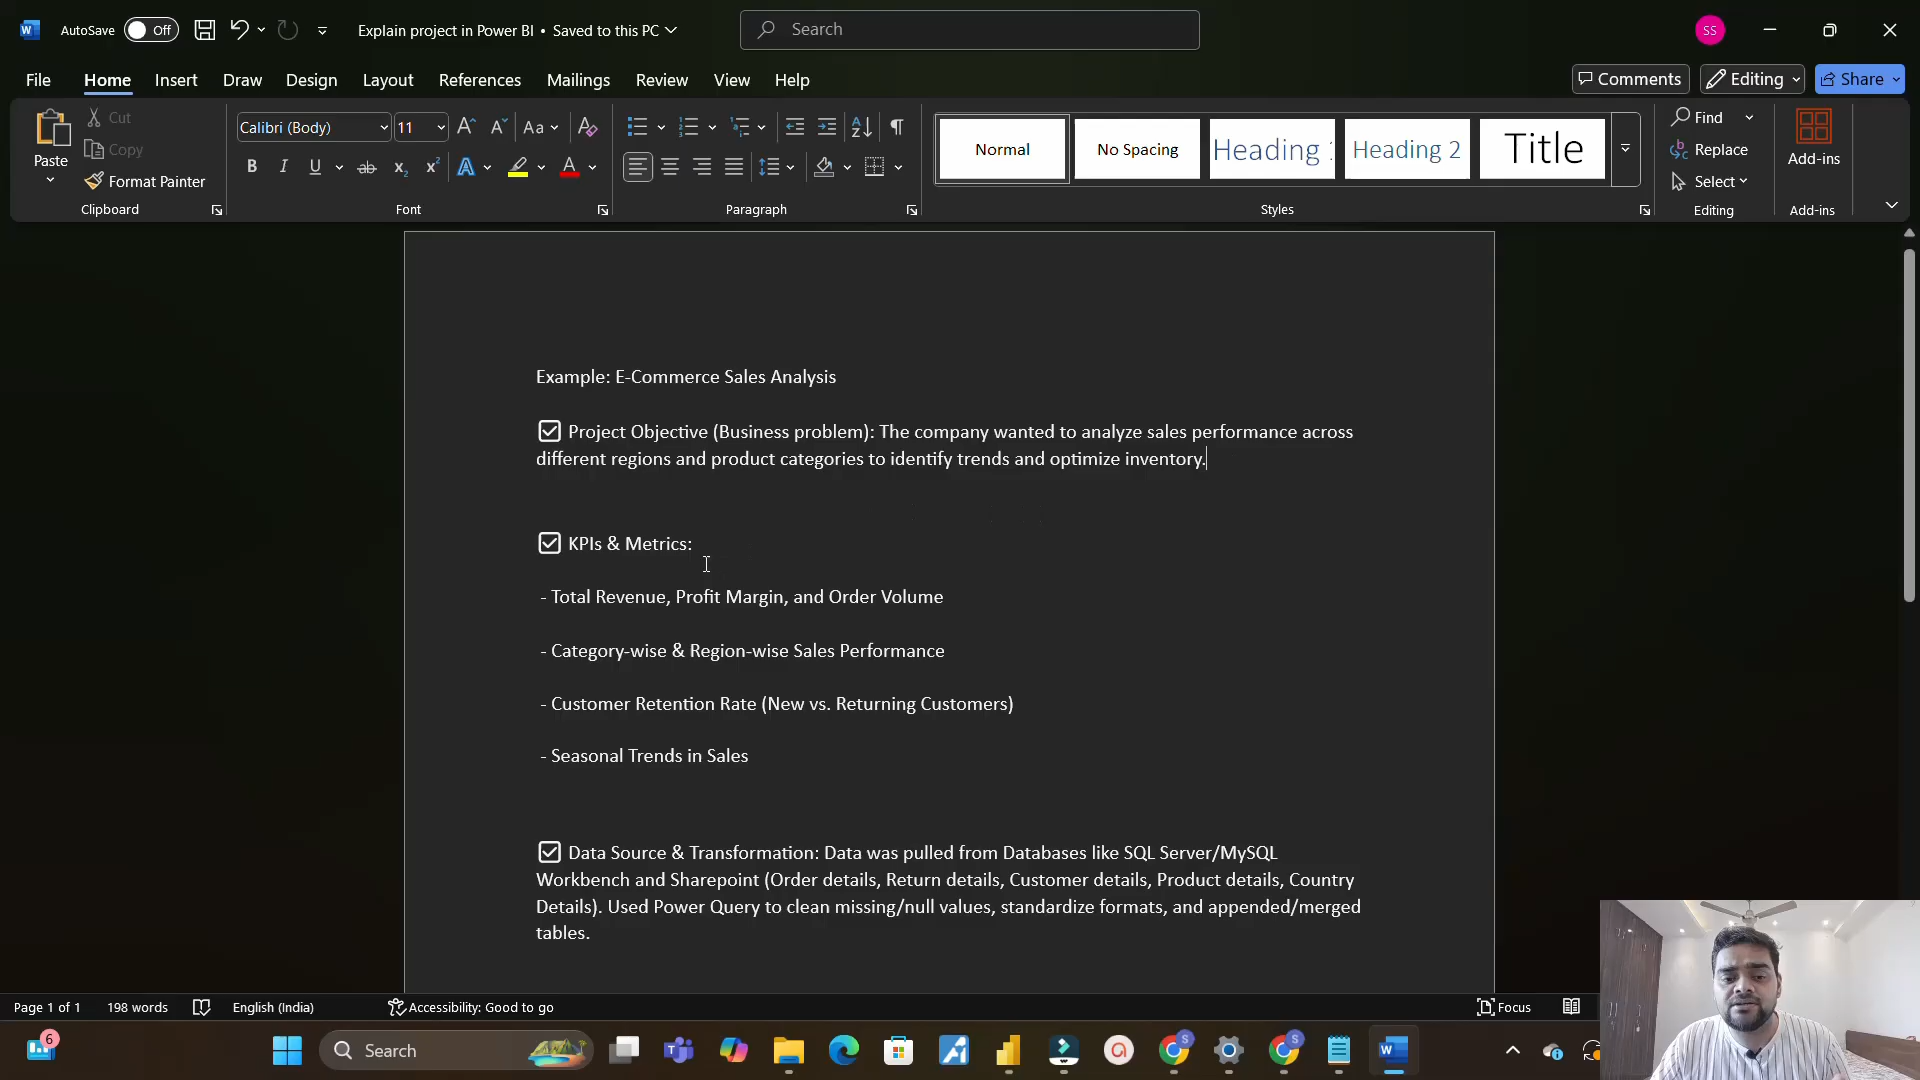 AutoSave Off Explain project in Power BI • Saved to this PC Search SS
File Home Insert Draw Design Layout References Mailings Review View Help Comments Editing Share
Paste Cut Copy Format Painter Clipboard
Calibri (Body) 11 Aa Font
Paragraph
Normal No Spacing Heading 1 Heading 2 Title Styles
Find Replace Select Editing
Add-ins Add-ins
Example: E-Commerce Sales Analysis
☑ Project Objective (Business problem): The company wanted to analyze sales performance across
different regions and product categories to identify trends and optimize inventory.
☑ KPIs & Metrics:
- Total Revenue, Profit Margin, and Order Volume
- Category-wise & Region-wise Sales Performance
- Customer Retention Rate (New vs. Returning Customers)
- Seasonal Trends in Sales
☑ Data Source & Transformation: Data was pulled from Databases like SQL Server/MySQL
Workbench and Sharepoint (Order details, Return details, Customer details, Product details, Country
Details). Used Power Query to clean missing/null values, standardize formats, and appended/merged
tables.
Page 1 of 1 198 words English (India) Accessibility: Good to go Focus
6 Search